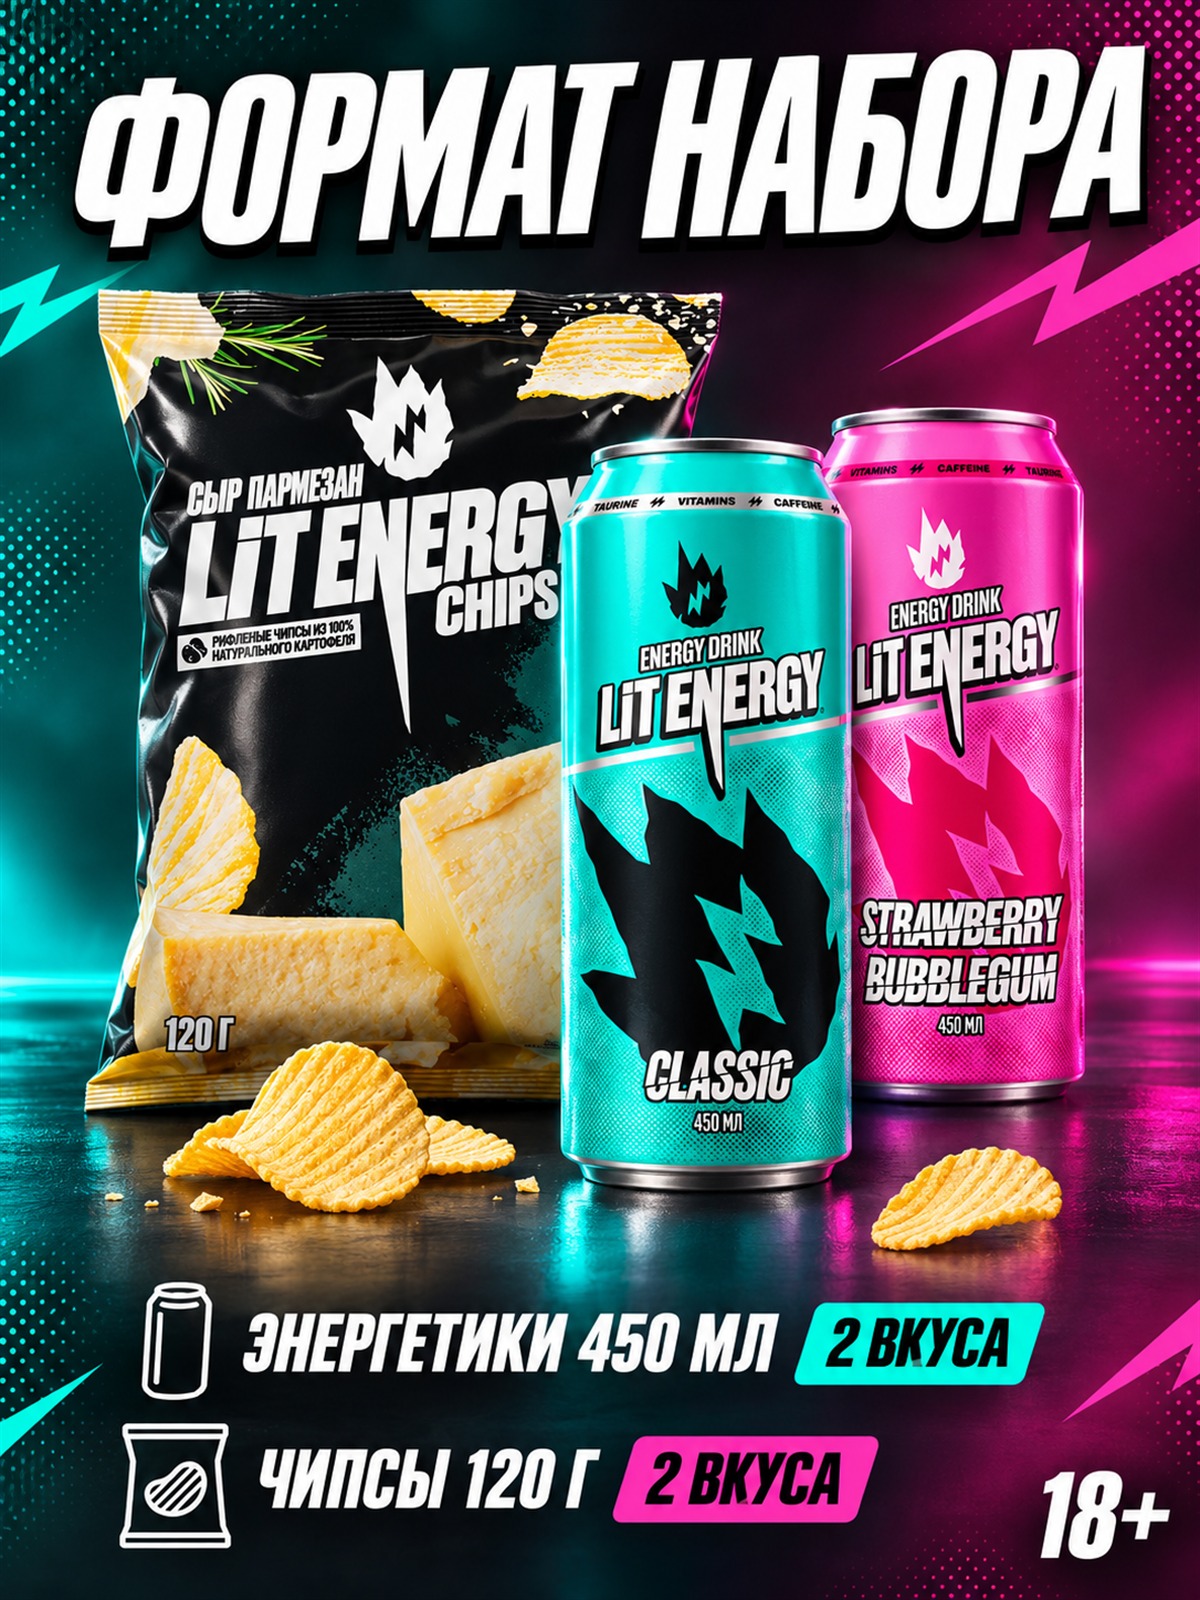 ФОРМАТ НАБОРА
СЫР ПАРМЕЗАН
LiT ENERGY
CHIPS
РИФЛЕНЫЕ ЧИПСЫ ИЗ 100%
НАТУРАЛЬНОГО КАРТОФЕЛЯ
120 Г
TAURINE VITAMINS CAFFEINE
ENERGY DRINK
LiT ENERGY
CLASSIC
450 МЛ
VITAMINS CAFFEINE TAURINE
ENERGY DRINK
LiT ENERGY
STRAWBERRY
BUBBLEGUM
450 МЛ
ЭНЕРГЕТИКИ 450 МЛ 2 ВКУСА
ЧИПСЫ 120 Г 2 ВКУСА
18+